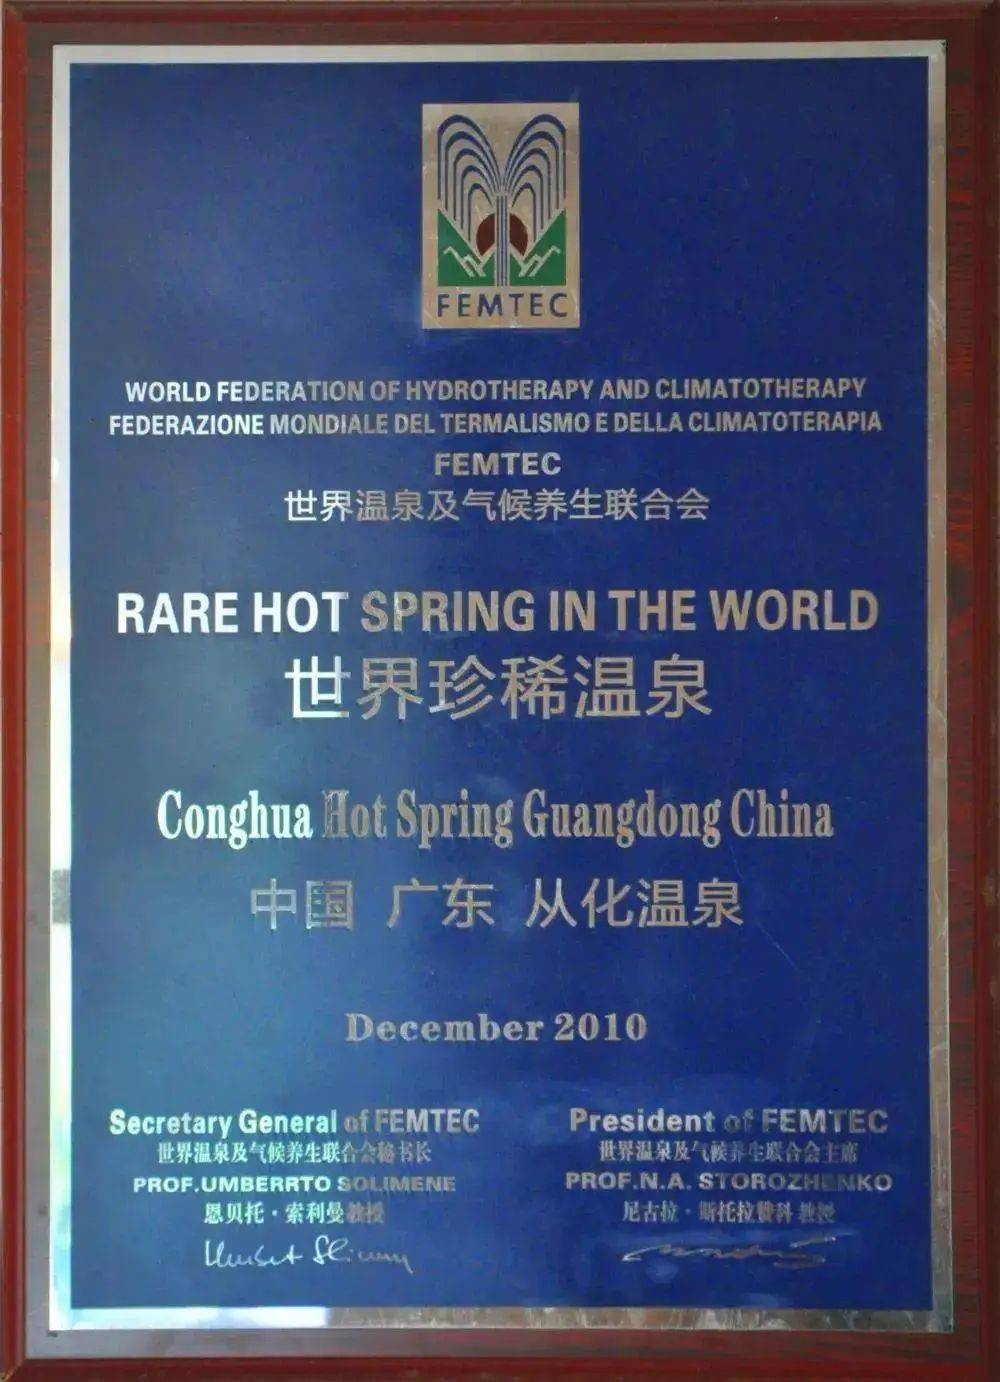 FEMTEC
WORLD FEDERATION OF HYDROTHERAPY AND CLIMATOTHERAPY
FEDERAZIONE MONDIALE DEL TERMALISMO E DELLA CLIMATOTERAPIA
FEMTEC
世界温泉及气候养生联合会
RARE HOT SPRING IN THE WORLD
世界珍稀温泉
Conghua Hot Spring Guangdong China
中国 广东 从化温泉
December 2010
Secretary General of FEMTEC
世界温泉及气候养生联合会秘书长
PROF.UMBERRTO SOLIMENE
恩贝托·索利曼教授
President of FEMTEC
世界温泉及气候养生联合会主席
PROF.N.A. STOROZHENKO
尼古拉·斯托拉赞科教授